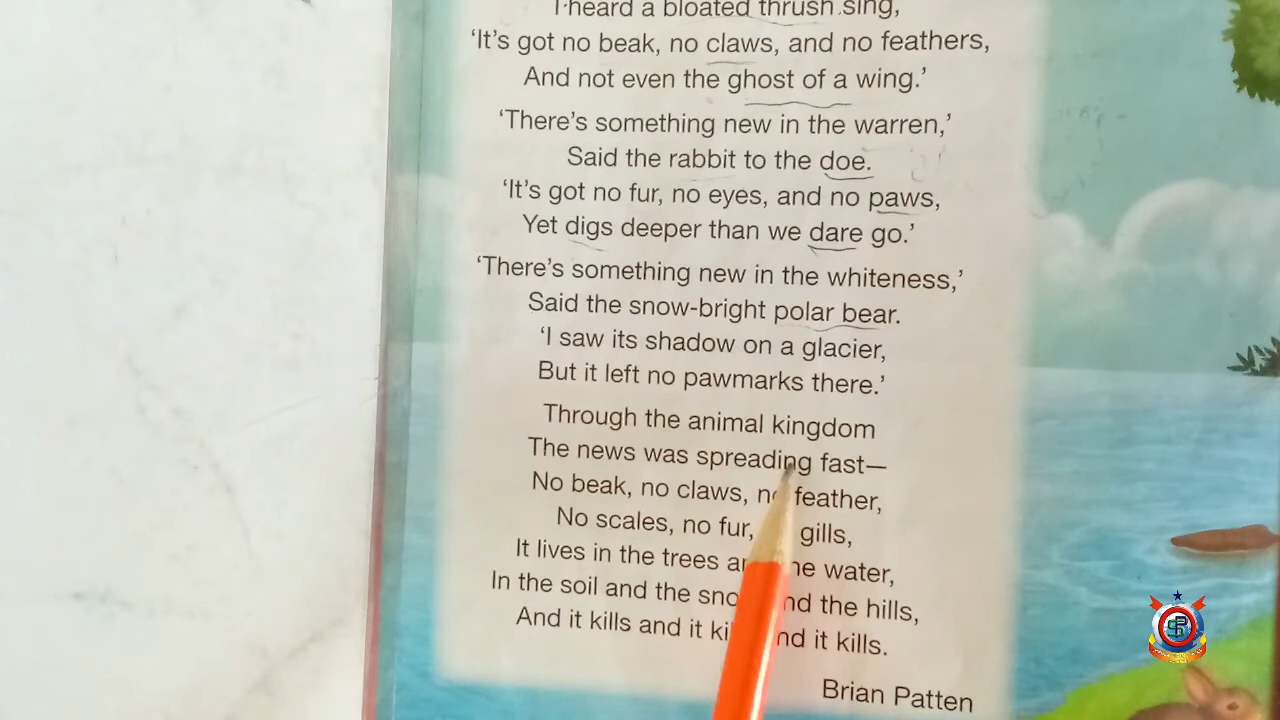 I heard a bloated thrush sing,
‘It’s got no beak, no claws, and no feathers,
And not even the ghost of a wing.’
‘There’s something new in the warren,’
Said the rabbit to the doe.
‘It’s got no fur, no eyes, and no paws,
Yet digs deeper than we dare go.’
‘There’s something new in the whiteness,’
Said the snow-bright polar bear.
‘I saw its shadow on a glacier,
But it left no pawmarks there.’
Through the animal kingdom
The news was spreading fast—
No beak, no claws, no feather,
No scales, no fur, gills,
It lives in the trees water,
In the soil and the and the hills,
And it kills and it and it kills.
Brian Patten